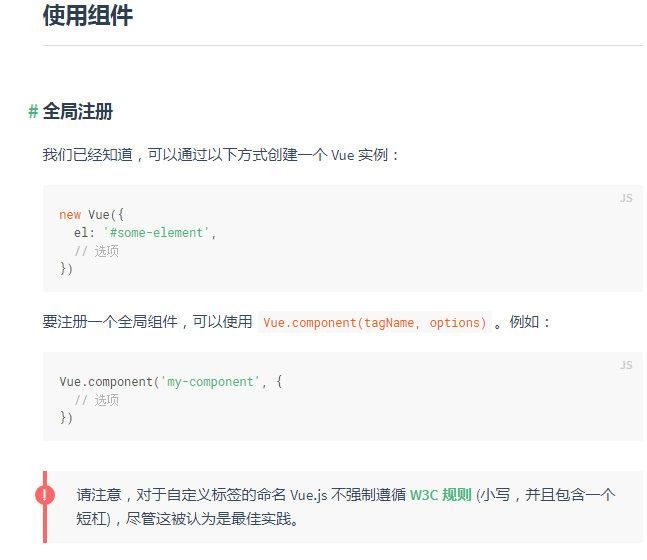 使用组件
# 全局注册
我们已经知道，可以通过以下方式创建一个 Vue 实例：
JS
new Vue({
  el: '#some-element',
  // 选项
})
要注册一个全局组件，可以使用 Vue.component(tagName, options) 。例如：
JS
Vue.component('my-component', {
  // 选项
})
!
请注意，对于自定义标签的命名 Vue.js 不强制遵循 W3C 规则 (小写，并且包含一个
短杠)，尽管这被认为是最佳实践。